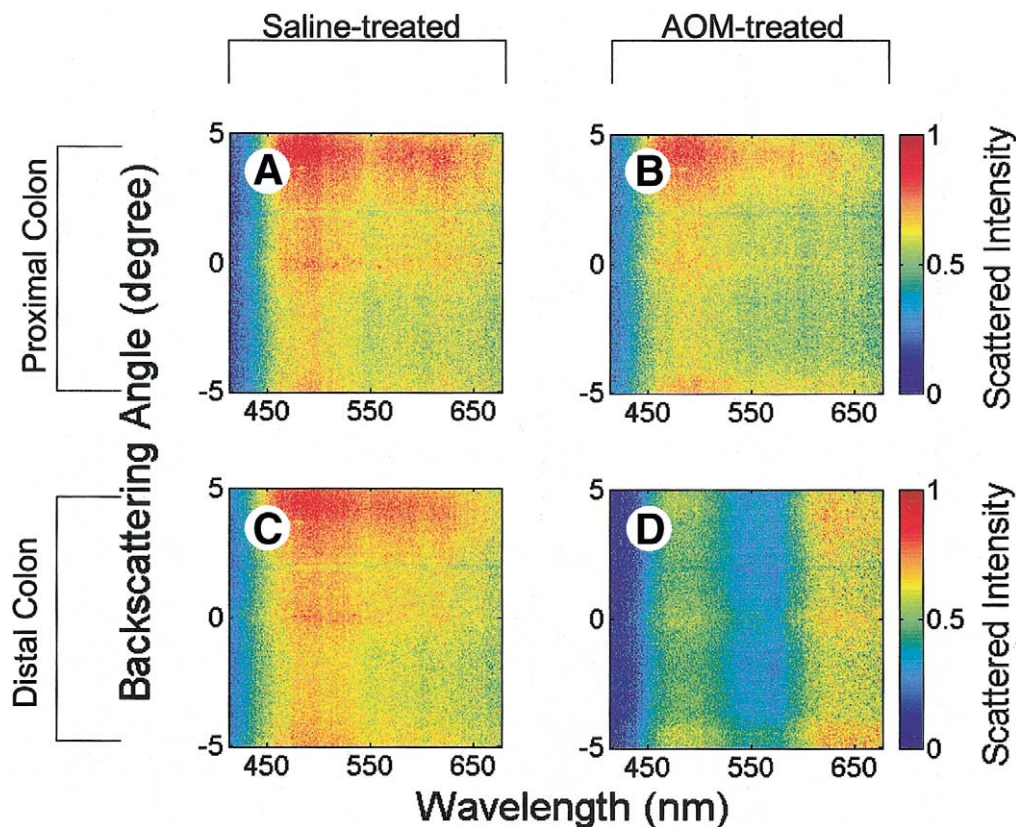 Saline-treated
AOM-treated
Proximal Colon
Distal Colon
Backscattering Angle (degree)
5
0
-5
A
450
550
650
5
0
-5
B
450
550
650
1
0.5
0
Scattered Intensity
5
0
-5
C
450
550
650
5
0
-5
D
450
550
650
1
0.5
0
Scattered Intensity
Wavelength (nm)